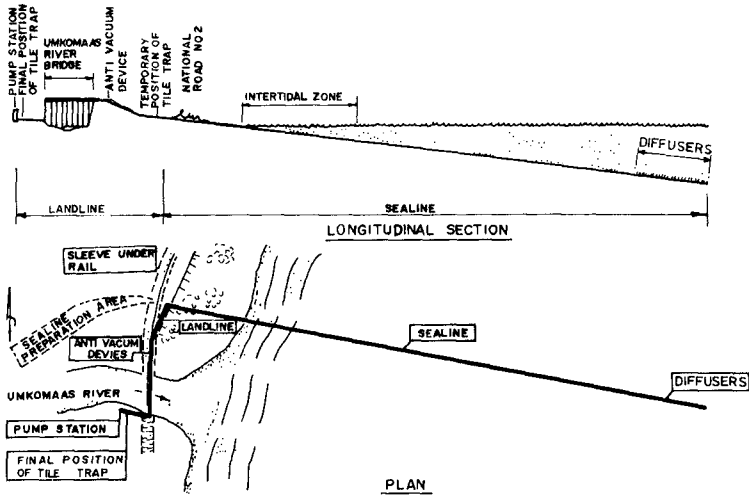 PUMP STATION
FINAL POSITION
OF TILE TRAP
UMKOMAAS
RIVER
BRIDGE
ANTI VACUUM
DEVICE
TEMPORARY
POSITION OF
TILE TRAP
NATIONAL
ROAD NO.2
INTERTIDAL ZONE
DIFFUSERS
LANDLINE
SEALINE
LONGITUDINAL SECTION
SLEEVE UNDER
RAIL
SEALINE
PREPARATION AREA
LANDLINE
ANTI VACUM
DEVIES
SEALINE
UMKOMAAS RIVER
DIFFUSERS
PUMP STATION
FINAL POSITION
OF TILE TRAP
PLAN